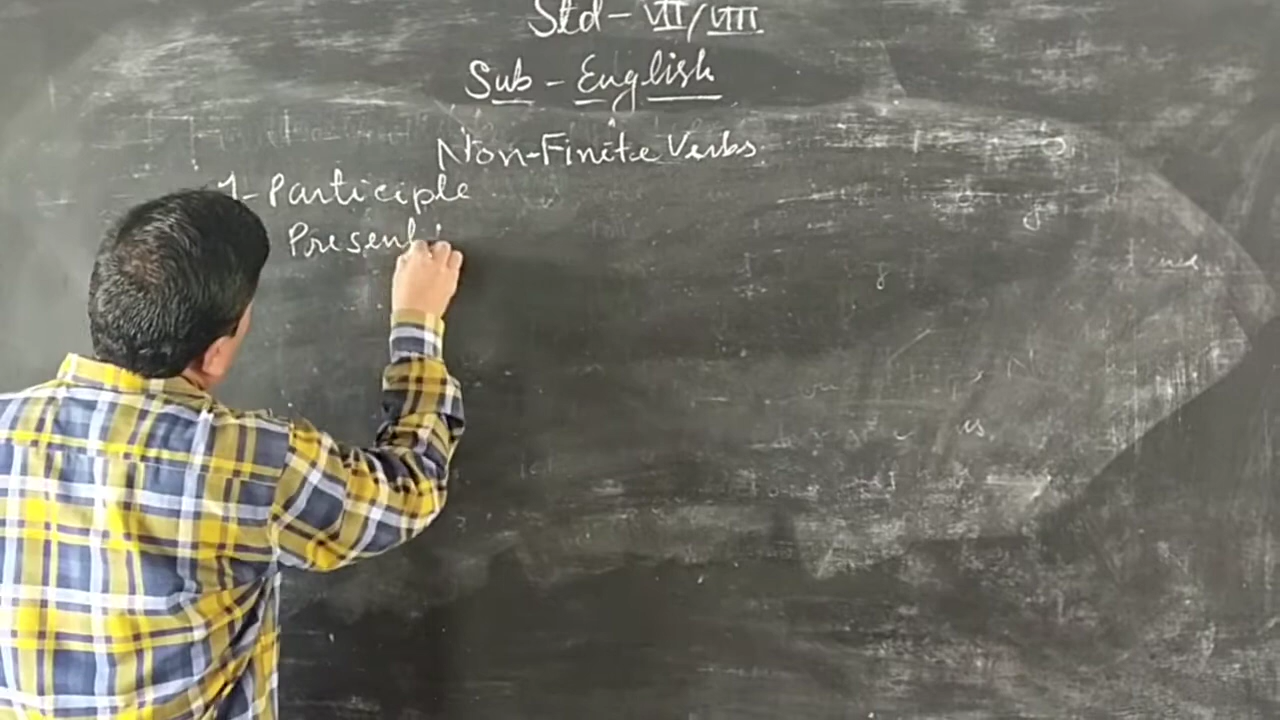 Std - VII/VIII
Sub - English
Non-Finite Verbs
1- Participle
Present